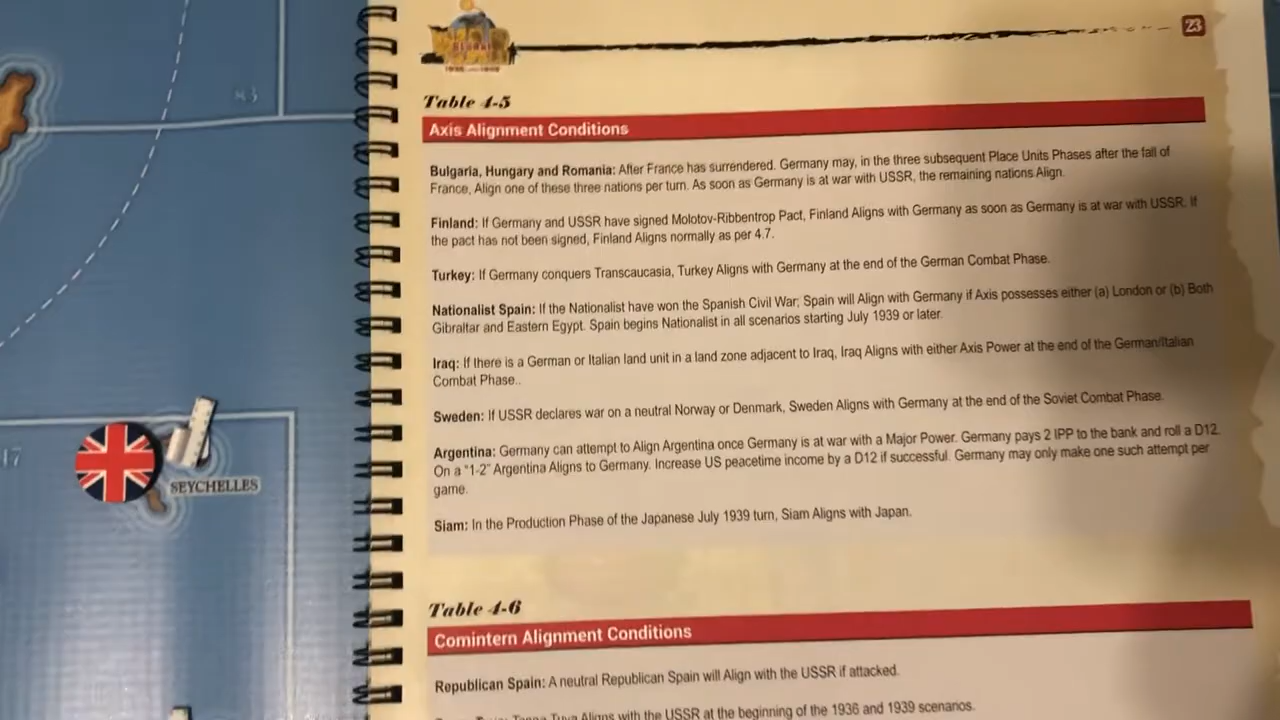 23
Table 4-5
Axis Alignment Conditions
Bulgaria, Hungary and Romania: After France has surrendered. Germany may, in the three subsequent Place Units Phases after the fall of
France, Align one of these three nations per turn. As soon as Germany is at war with USSR, the remaining nations Align.
Finland: If Germany and USSR have signed Molotov-Ribbentrop Pact, Finland Aligns with Germany as soon as Germany is at war with USSR. If
the pact has not been signed, Finland Aligns normally as per 4.7.
Turkey: If Germany conquers Transcaucasia, Turkey Aligns with Germany at the end of the German Combat Phase.
Nationalist Spain: If the Nationalist have won the Spanish Civil War; Spain will Align with Germany if Axis possesses either (a) London or (b) Both
Gibraltar and Eastern Egypt. Spain begins Nationalist in all scenarios starting July 1939 or later.
Iraq: If there is a German or Italian land unit in a land zone adjacent to Iraq, Iraq Aligns with either Axis Power at the end of the German/Italian
Combat Phase..
Sweden: If USSR declares war on a neutral Norway or Denmark, Sweden Aligns with Germany at the end of the Soviet Combat Phase.
Argentina: Germany can attempt to Align Argentina once Germany is at war with a Major Power. Germany pays 2 IPP to the bank and roll a D12.
On a "1-2" Argentina Aligns to Germany. Increase US peacetime income by a D12 if successful. Germany may only make one such attempt per
game.
Siam: In the Production Phase of the Japanese July 1939 turn, Siam Aligns with Japan.
Table 4-6
Comintern Alignment Conditions
Republican Spain: A neutral Republican Spain will Align with the USSR if attacked.
Tannu Tuva Aligns with the USSR at the beginning of the 1936 and 1939 scenarios.
83
47
SEYCHELLES